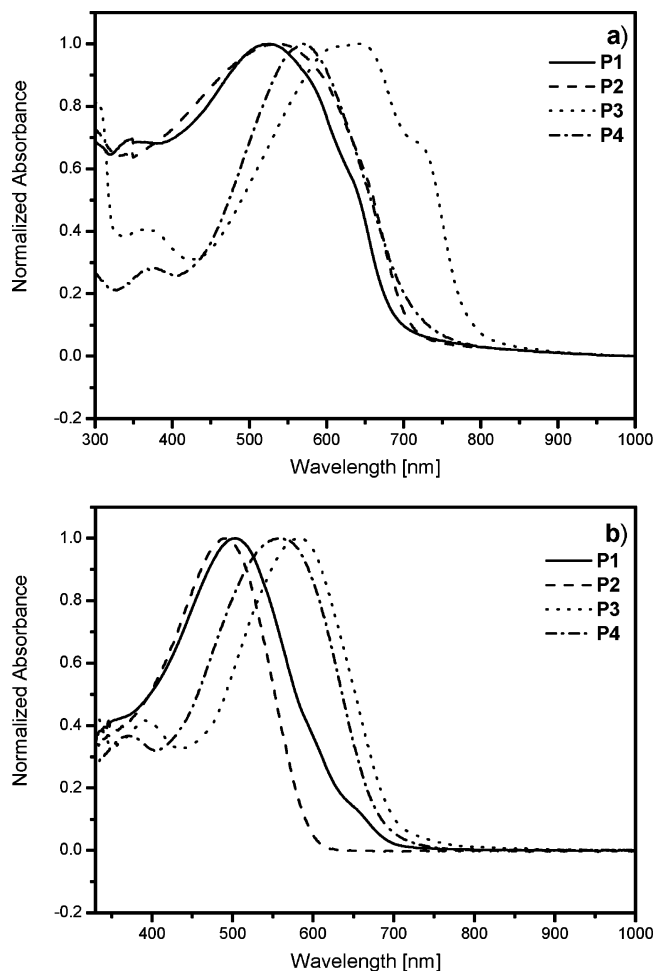 a)
P1
P2
P3
P4
1.0
0.8
0.6
0.4
0.2
0.0
-0.2
Normalized Absorbance
300 400 500 600 700 800 900 1000
Wavelength [nm]
b)
P1
P2
P3
P4
1.0
0.8
0.6
0.4
0.2
0.0
-0.2
Normalized Absorbance
400 500 600 700 800 900 1000
Wavelength [nm]